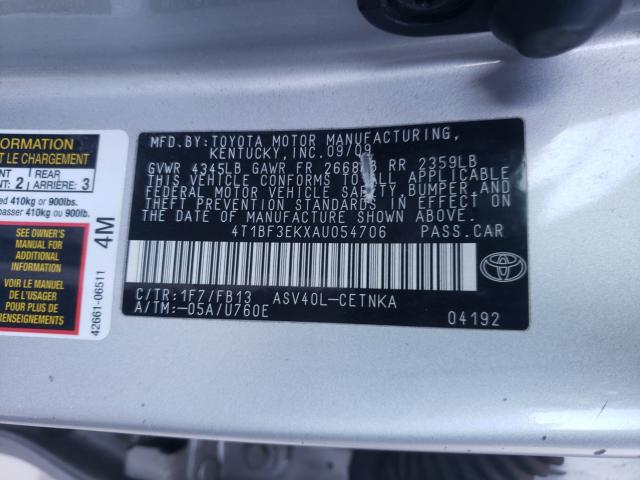 FORMATION
T LE CHARGEMENT
NT: 2
REAR
ARRIÈRE: 3
eed 410kg or 900lbs.
passer 410kg ou 900lbs.
SEE OWNER'S
MANUAL FOR
ADDITIONAL
INFORMATION
VOIR LE MANUEL
DE L'USAGER
POUR PLUS DE
RENSEIGNEMENTS
4M
42661-06511
MFD.BY:TOYOTA MOTOR MANUFACTURING,
KENTUCKY, INC.09/09
GVWR 4345LB GAWR FR 2668 RR 2359LB
THIS VEHICLE CONFORMS ALL APPLICABLE
FEDERAL MOTOR VEHICLE SAFETY, BUMPER, AND
THEFT PREVENTION STANDARDS IN EFFECT ON
THE DATE OF MANUFACTURE SHOWN ABOVE.
4T1BF3EKXAU054706 PASS.CAR
C/TR:1F7/FB13 ASV40L-CETNKA
A/TM:-05A/U760E
TOYOTA
04192